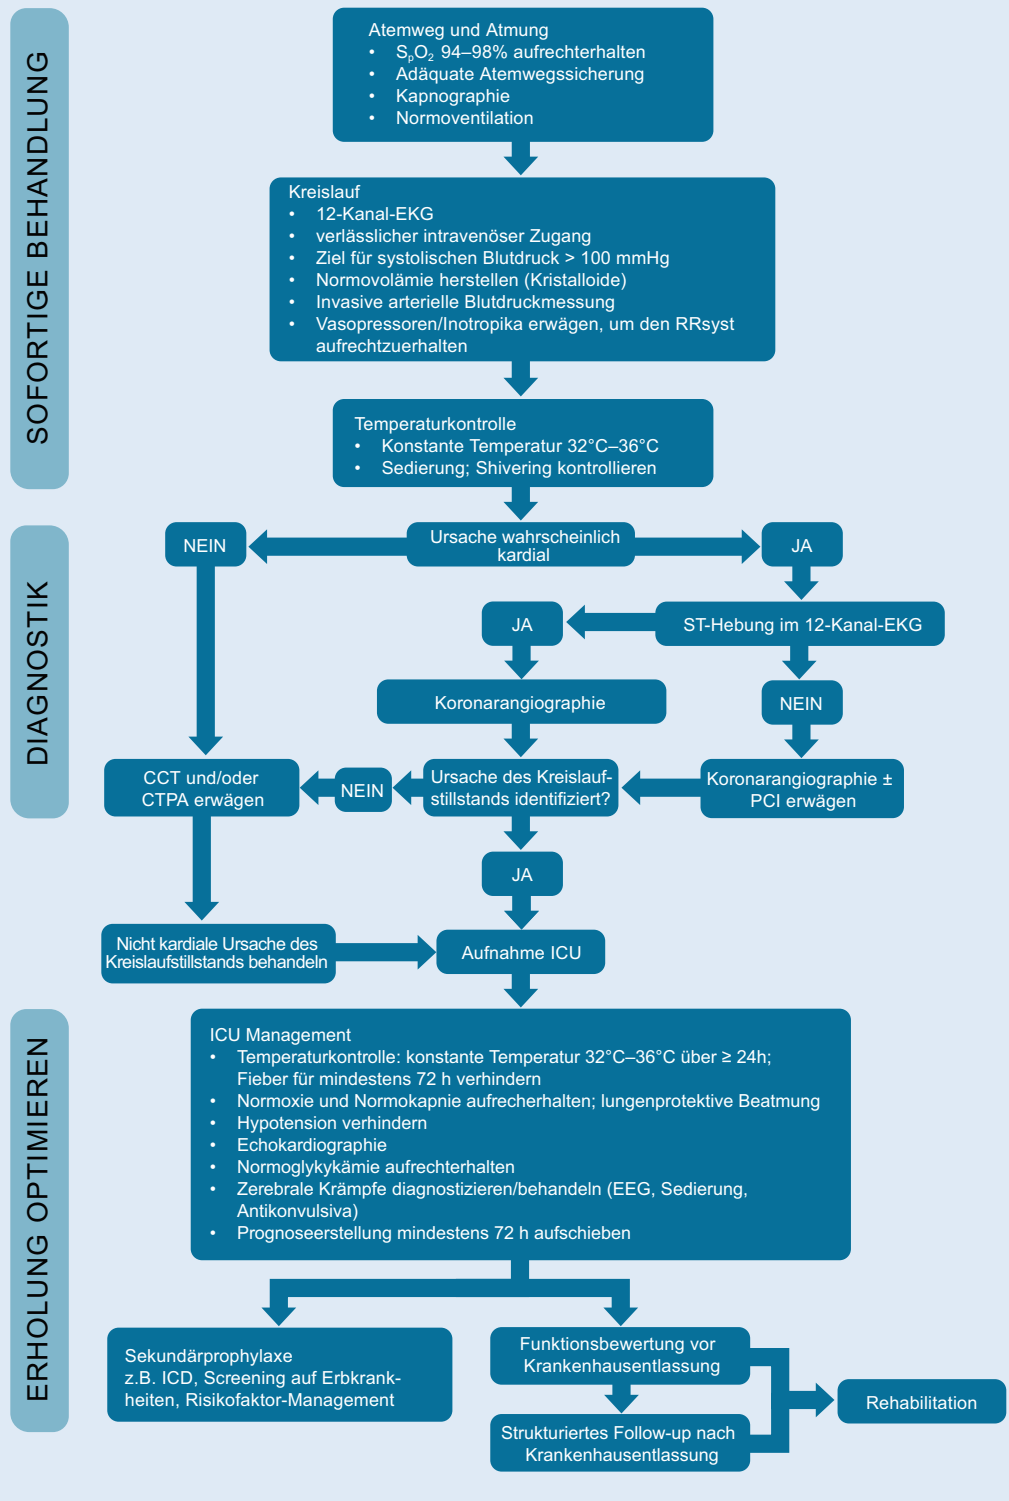 SOFORTIGE BEHANDLUNG
Atemweg und Atmung
• SpO2 94–98% aufrechterhalten
• Adäquate Atemwegssicherung
• Kapnographie
• Normoventilation
Kreislauf
• 12-Kanal-EKG
• verlässlicher intravenöser Zugang
• Ziel für systolischen Blutdruck > 100 mmHg
• Normovolämie herstellen (Kristalloide)
• Invasive arterielle Blutdruckmessung
• Vasopressoren/Inotropika erwägen, um den RRsyst
aufrechtzuerhalten
Temperaturkontrolle
• Konstante Temperatur 32°C–36°C
• Sedierung; Shivering kontrollieren
DIAGNOSTIK
NEIN
Ursache wahrscheinlich
kardial
JA
JA
ST-Hebung im 12-Kanal-EKG
Koronarangiographie
NEIN
CCT und/oder
CTPA erwägen
NEIN
Ursache des Kreislauf-
stillstands identifiziert?
Koronarangiographie ±
PCI erwägen
JA
Nicht kardiale Ursache des
Kreislaufstillstands behandeln
Aufnahme ICU
ERHOLUNG OPTIMIEREN
ICU Management
• Temperaturkontrolle: konstante Temperatur 32°C–36°C über ≥ 24h;
Fieber für mindestens 72 h verhindern
• Normoxie und Normokapnie aufrecherhalten; lungenprotektive Beatmung
• Hypotension verhindern
• Echokardiographie
• Normoglykykämie aufrechterhalten
• Zerebrale Krämpfe diagnostizieren/behandeln (EEG, Sedierung,
Antikonvulsiva)
• Prognoseerstellung mindestens 72 h aufschieben
Sekundärprophylaxe
z.B. ICD, Screening auf Erbkrank-
heiten, Risikofaktor-Management
Funktionsbewertung vor
Krankenhausentlassung
Strukturiertes Follow-up nach
Krankenhausentlassung
Rehabilitation